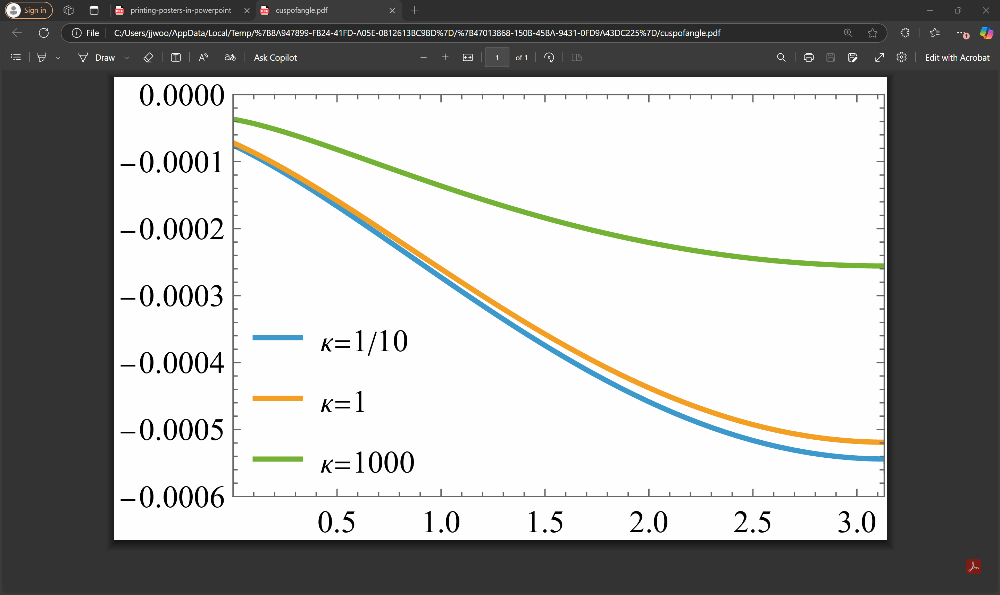 Sign in
printing-posters-in-powerpoint
cuspofangle.pdf
File
C:/Users/jjwoo/AppData/Local/Temp/%7B8A947899-FB24-41FD-A05E-0812613BC9BD%7D/%7B47013868-150B-45BA-9431-0FD9A43DC225%7D/cuspofangle.pdf
Draw
aあ
Ask Copilot
1 of 1
Edit with Acrobat
0.0000
−0.0001
−0.0002
−0.0003
−0.0004
−0.0005
−0.0006
κ=1/10
κ=1
κ=1000
0.5 1.0 1.5 2.0 2.5 3.0